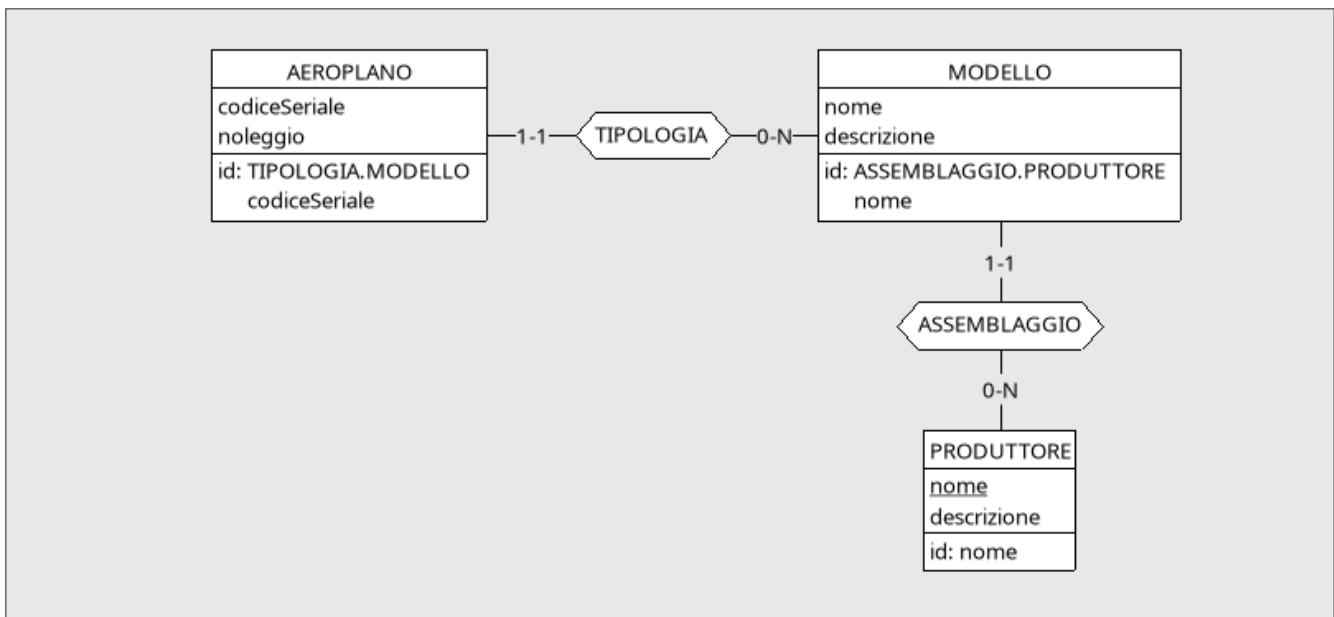 AEROPLANO
codiceSeriale
noleggio
id: TIPOLOGIA.MODELLO
codiceSeriale
1-1
TIPOLOGIA
0-N
MODELLO
nome
descrizione
id: ASSEMBLAGGIO.PRODUTTORE
nome
1-1
ASSEMBLAGGIO
0-N
PRODUTTORE
nome
descrizione
id: nome